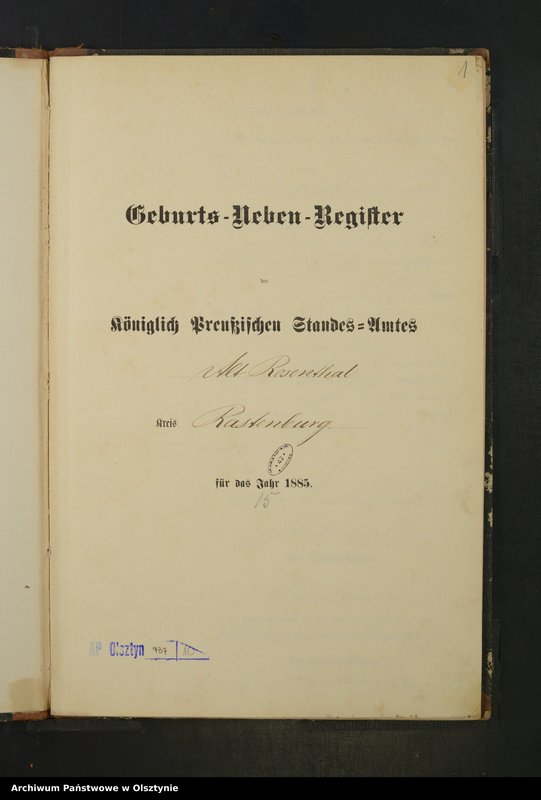 1
Geburts-Neben-Register
des
Königlich Preußischen Standes=Amtes
Alt Rosenthal
Kreis Rastenburg.
für das Jahr 1885.
15
AP Olsztyn 737
Archiwum Państwowe w Olsztynie